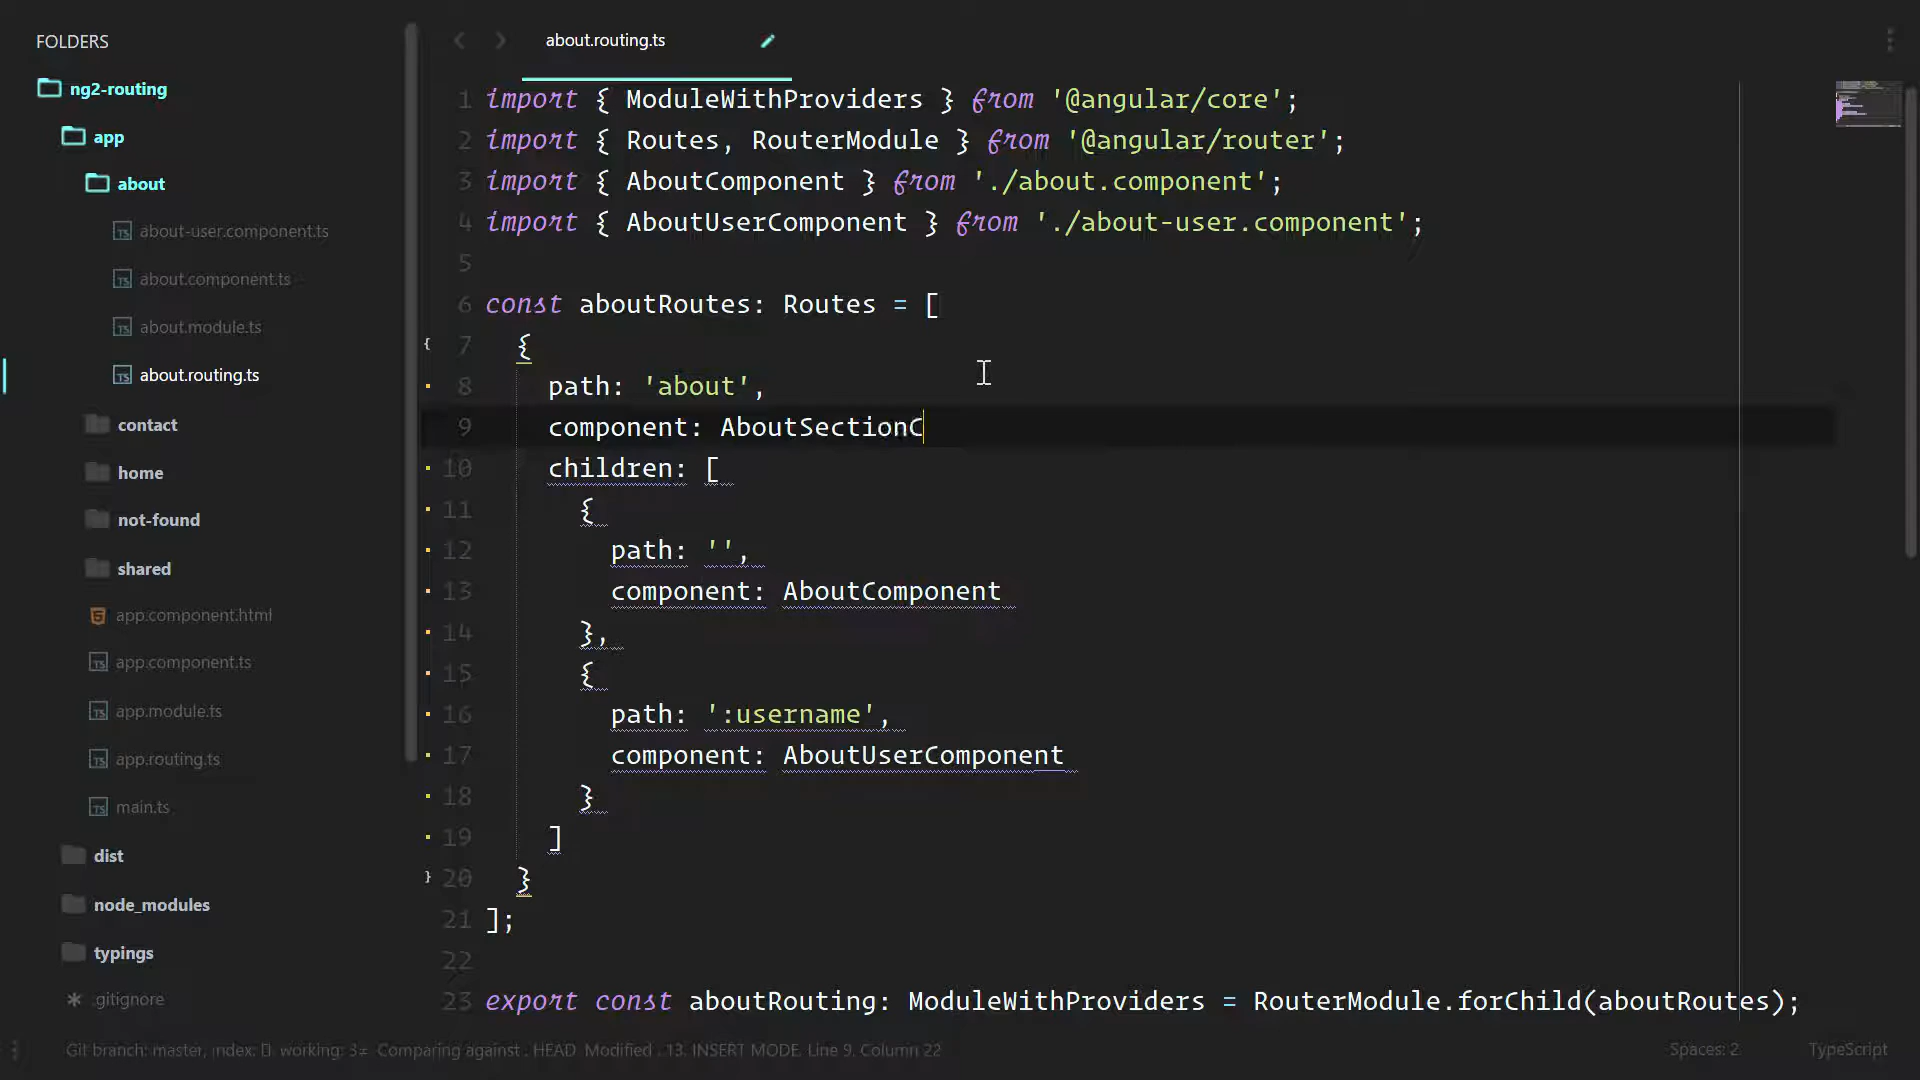 FOLDERS
ng2-routing
app
about
about-user.component.ts
about.component.ts
about.module.ts
about.routing.ts
contact
home
not-found
shared
app.component.html
app.component.ts
app.module.ts
app.routing.ts
main.ts
dist
node_modules
typings
.gitignore
about.routing.ts
1 import { ModuleWithProviders } from '@angular/core';
2 import { Routes, RouterModule } from '@angular/router';
3 import { AboutComponent } from './about.component';
4 import { AboutUserComponent } from './about-user.component';
5
6 const aboutRoutes: Routes = [
7 {
8 path: 'about',
9 component: AboutSectionC
10 children: [
11 {
12 path: '',
13 component: AboutComponent
14 },
15 {
16 path: ':username',
17 component: AboutUserComponent
18 }
19 ]
20 }
21 ];
22
23 export const aboutRouting: ModuleWithProviders = RouterModule.forChild(aboutRoutes);
Git branch: master, index: working: 3≠ Comparing against . HEAD Modified . 13, INSERT MODE, Line 9, Column 22
Spaces: 2
TypeScript